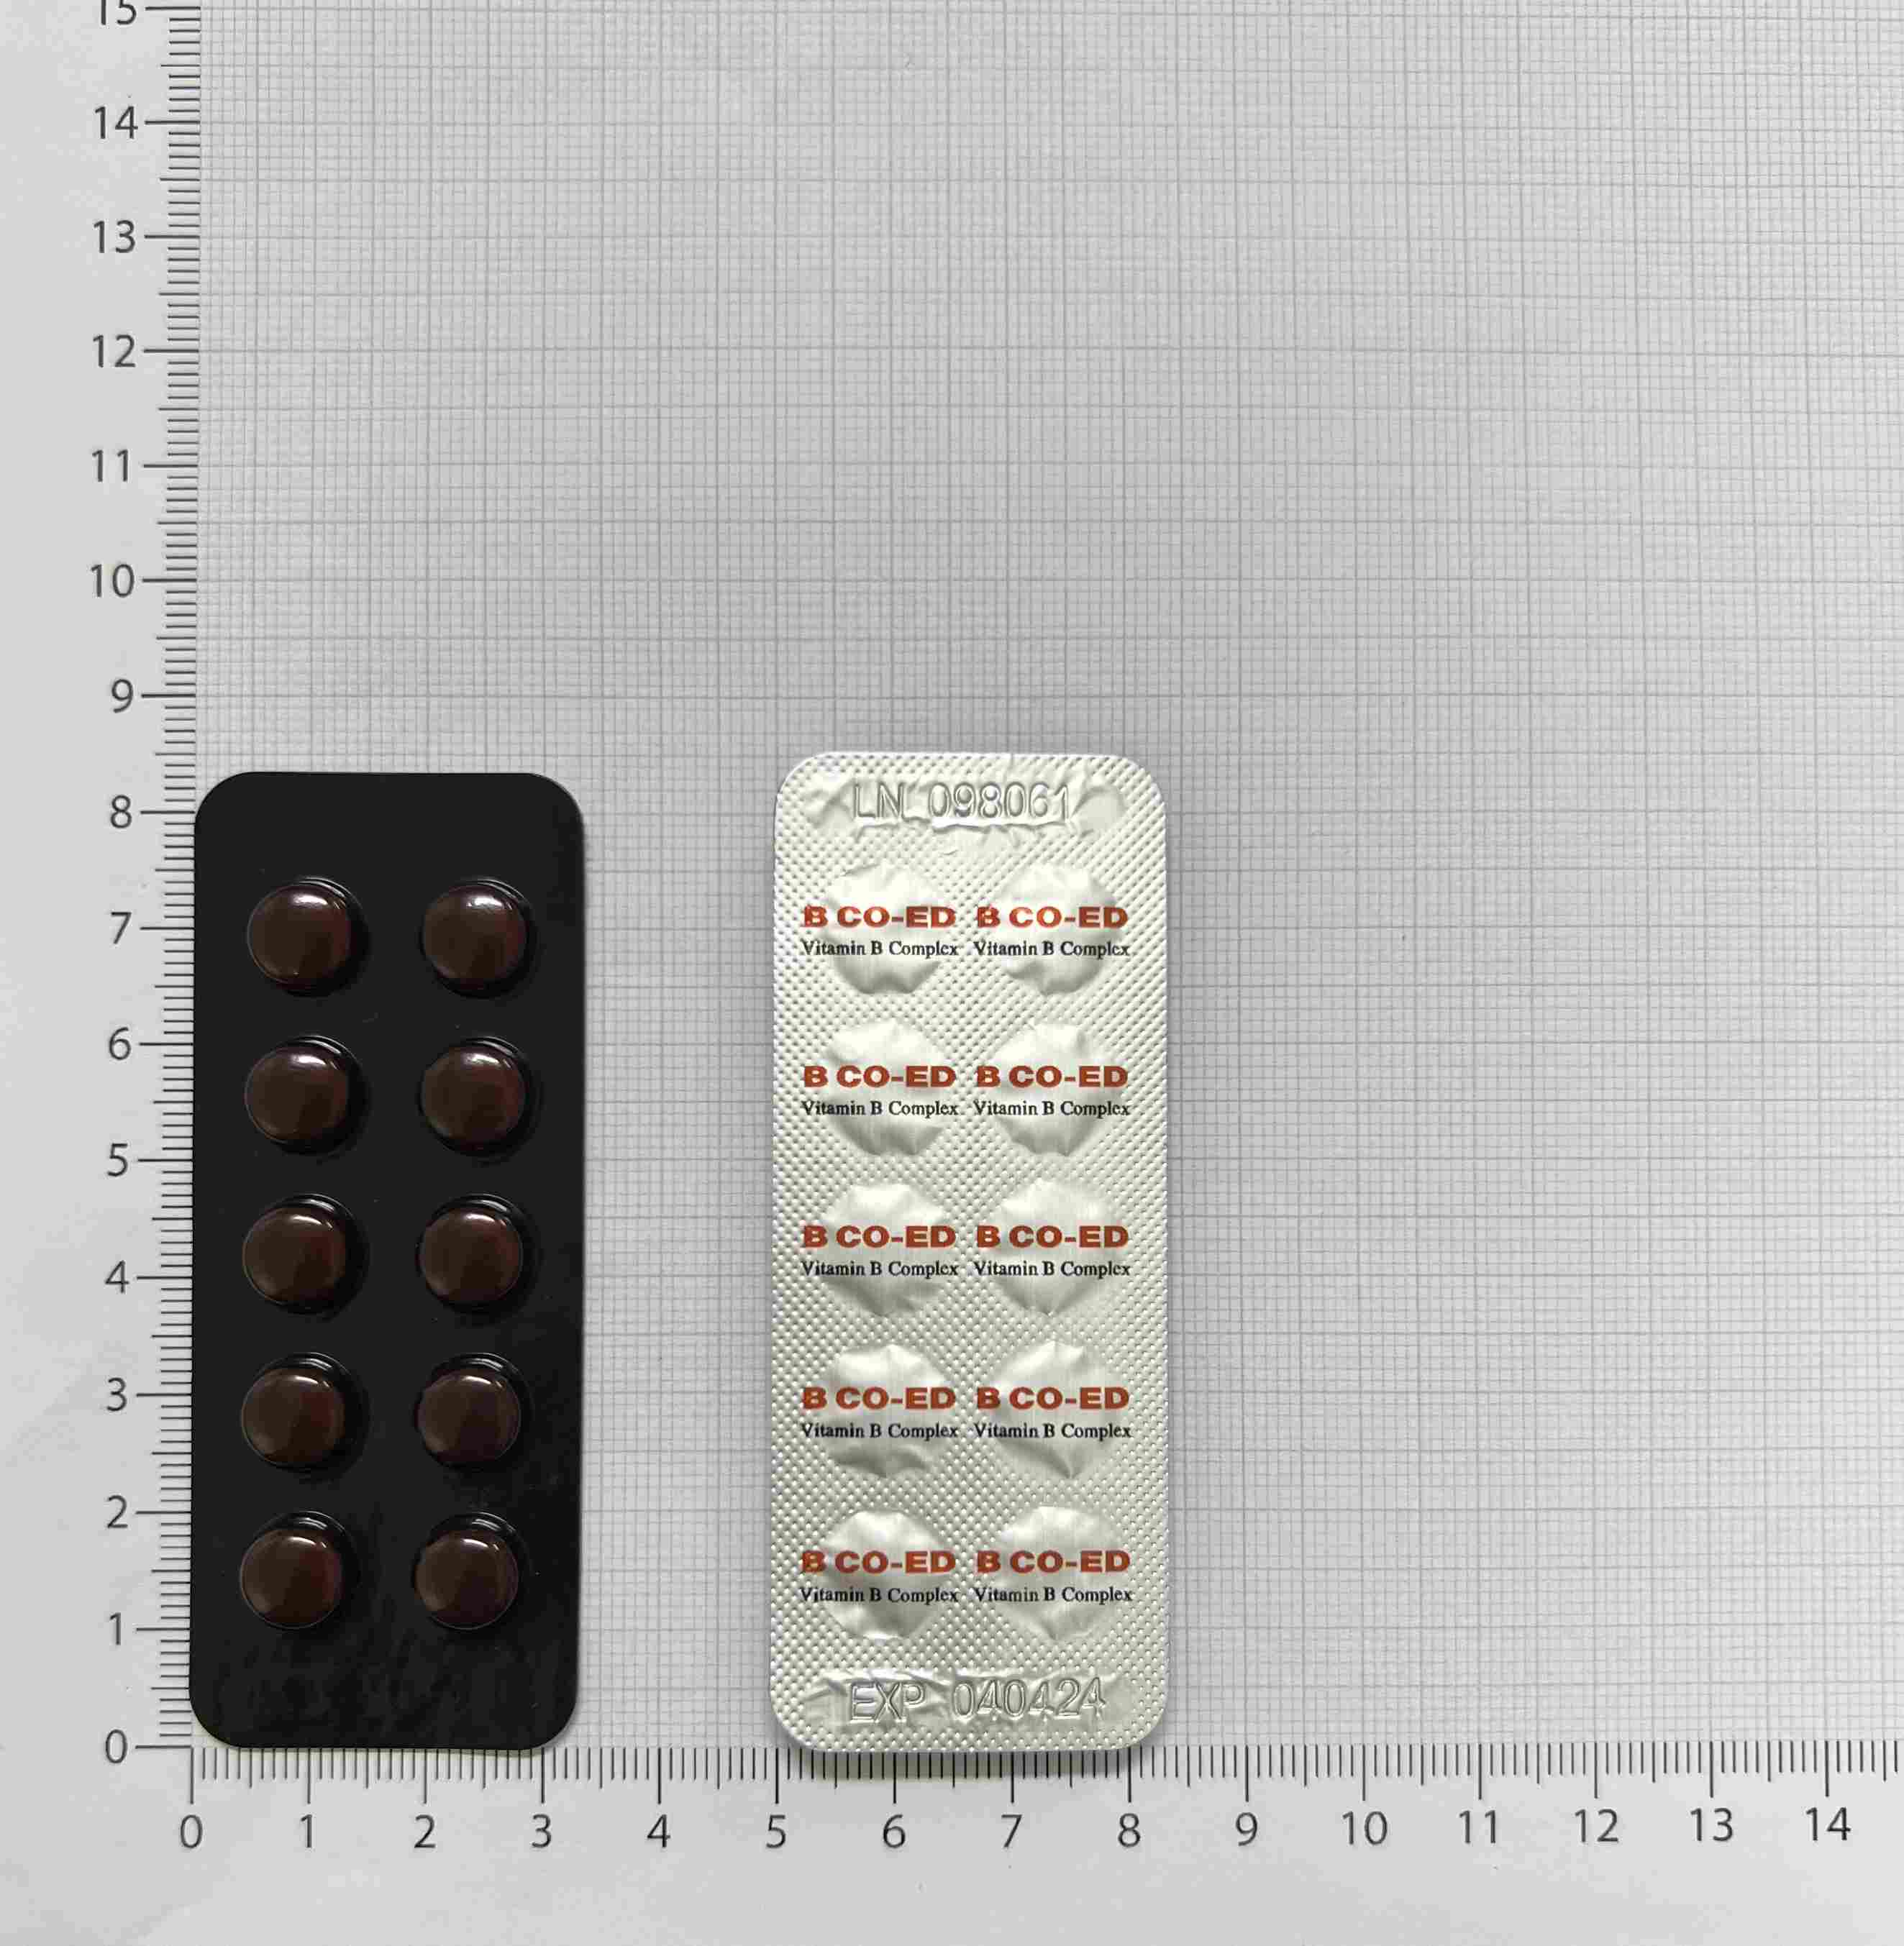 15
14
13
12
11
10
9
8
7
6
5
4
3
2
1
0
LN 098061
B CO-ED B CO-ED
Vitamin B Complex Vitamin B Complex
B CO-ED B CO-ED
Vitamin B Complex Vitamin B Complex
B CO-ED B CO-ED
Vitamin B Complex Vitamin B Complex
B CO-ED B CO-ED
Vitamin B Complex Vitamin B Complex
B CO-ED B CO-ED
Vitamin B Complex Vitamin B Complex
EXP 040424
0 1 2 3 4 5 6 7 8 9 10 11 12 13 14